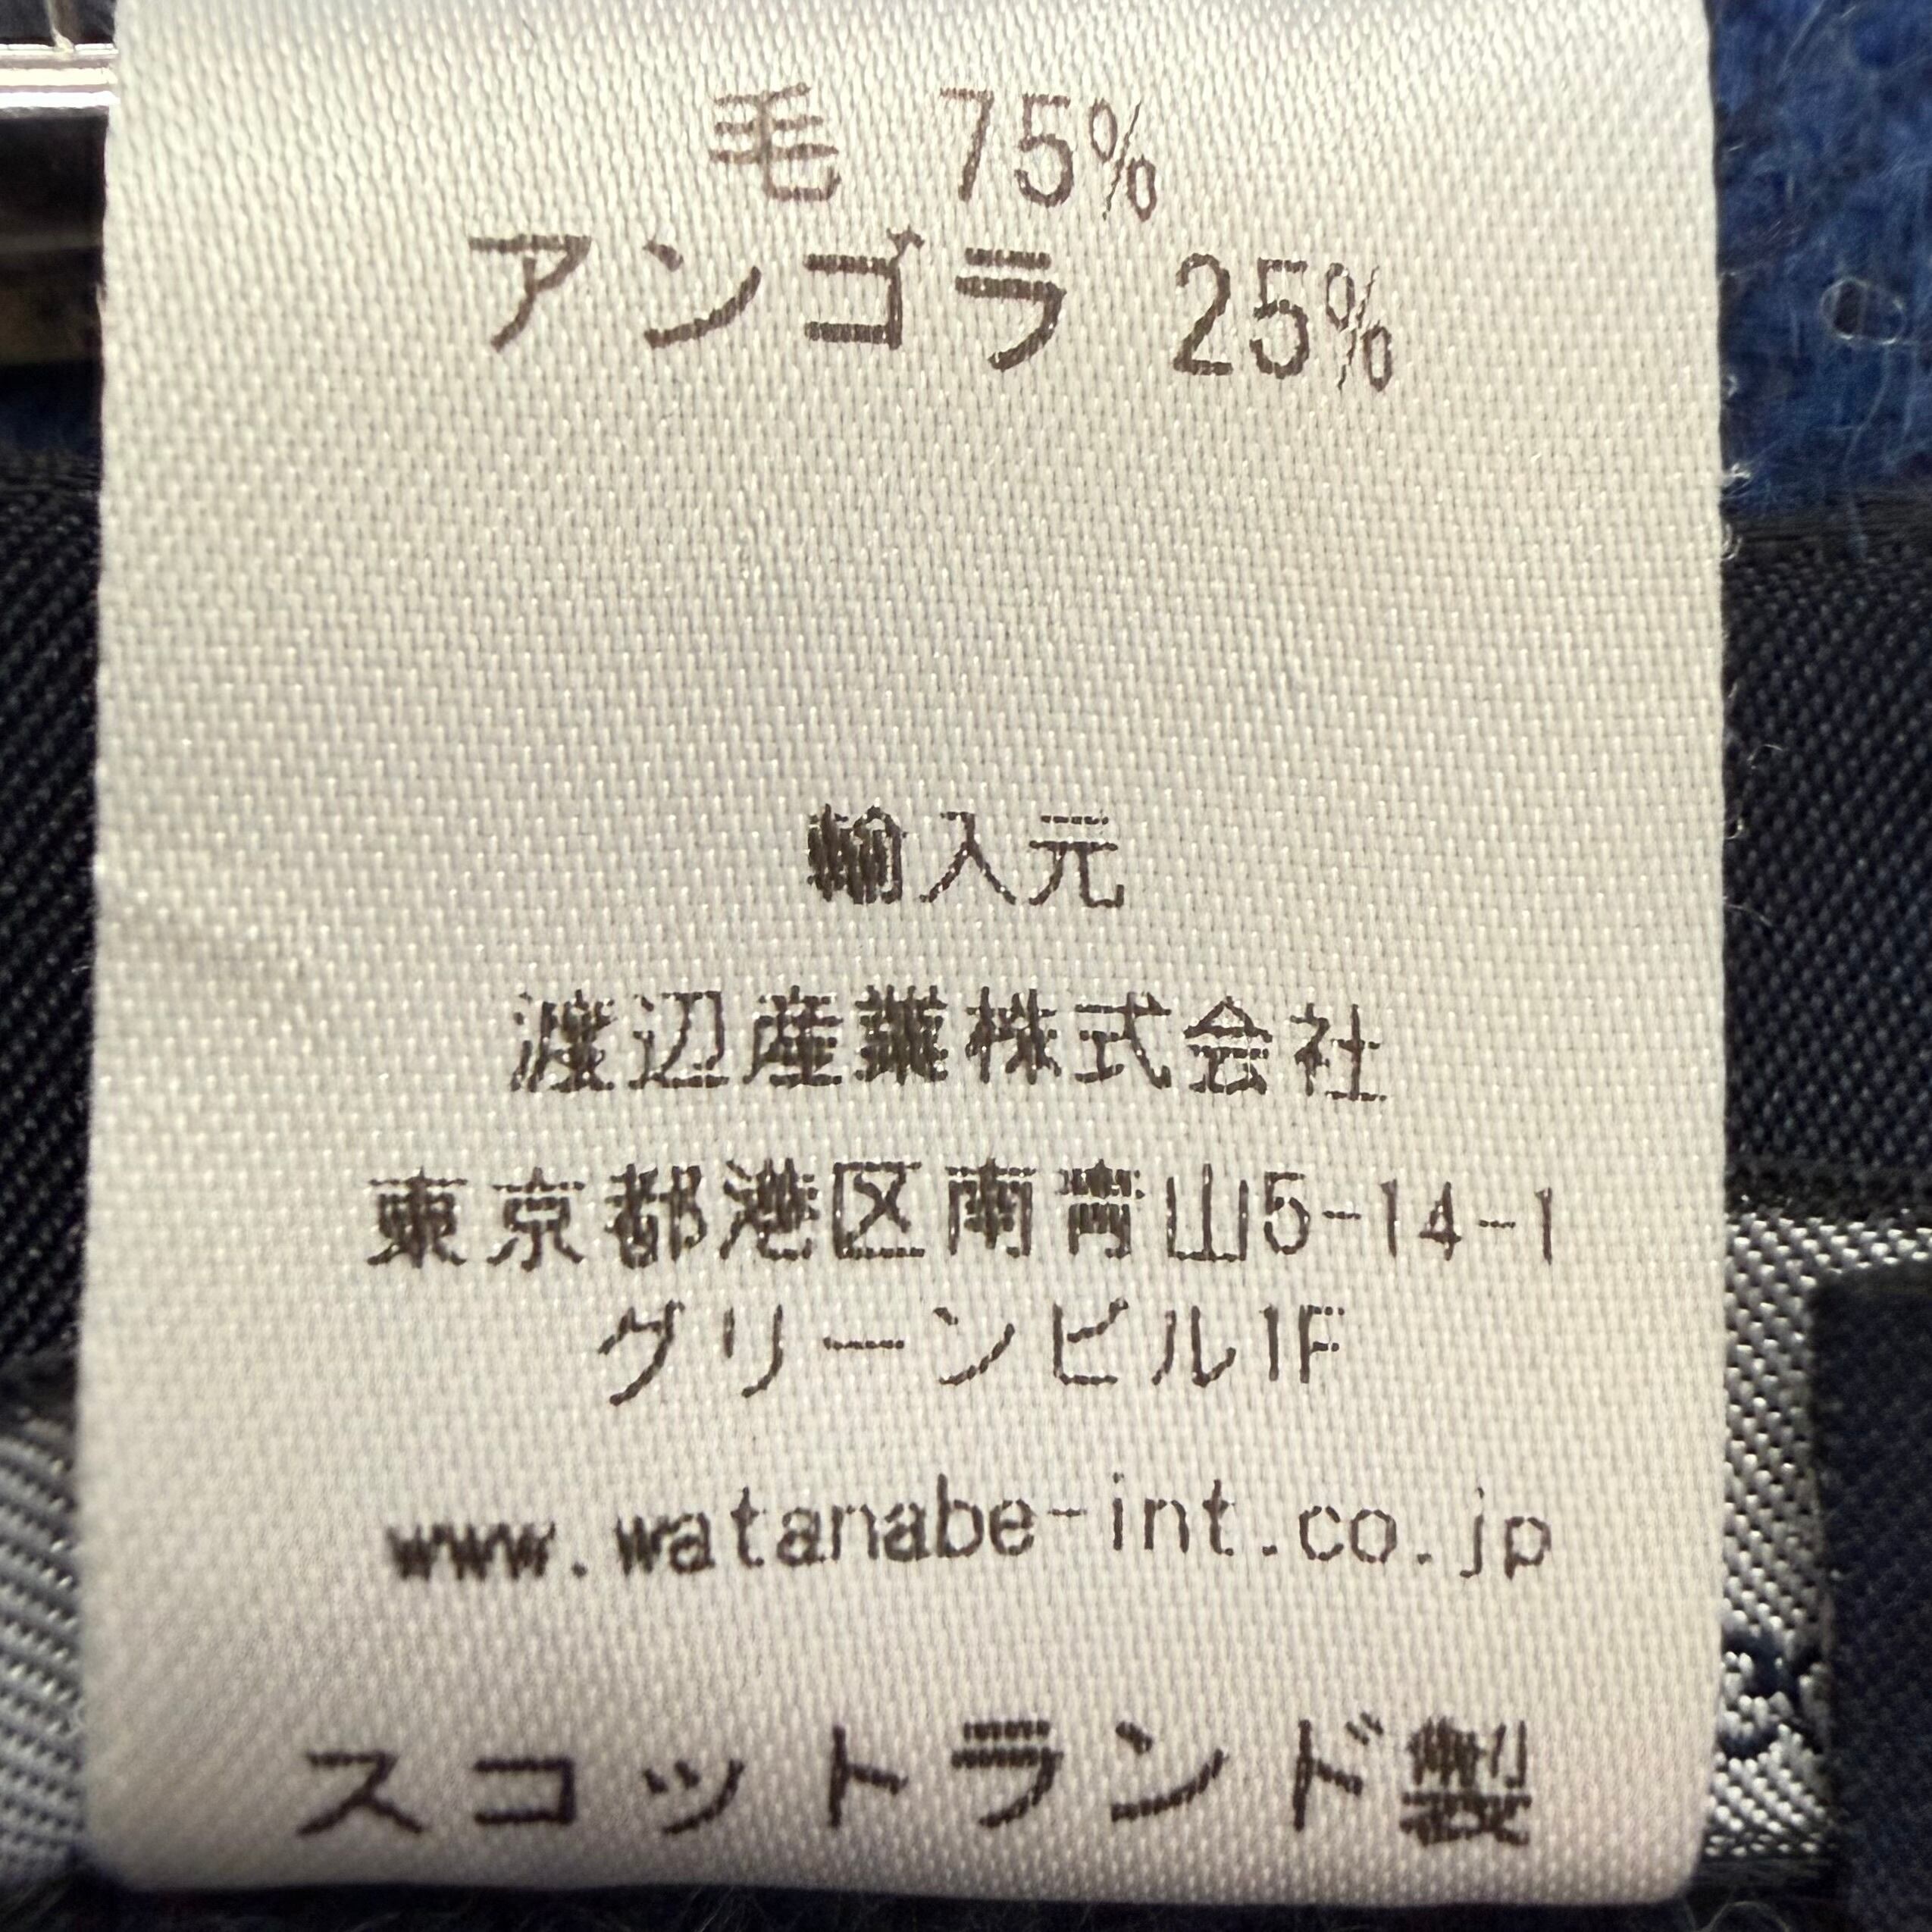 毛 75%
アンゴラ 25%
輸入元
渡辺産業株式会社
東京都港区南青山5-14-1
グリーンビル1F
www.watanabe-int.co.jp
スコットランド製